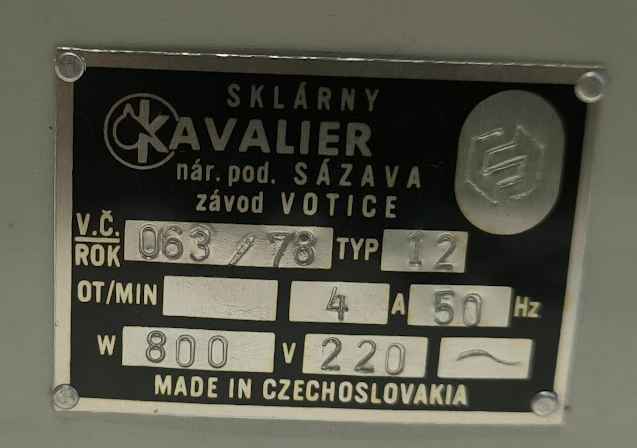 SKLÁRNY
KAVALIER
nár. pod. SÁZAVA
závod VOTICE
V.Č./ROK 063/78 TYP 12
OT/MIN 4 A 50 Hz
W 800 V 220 ~
MADE IN CZECHOSLOVAKIA